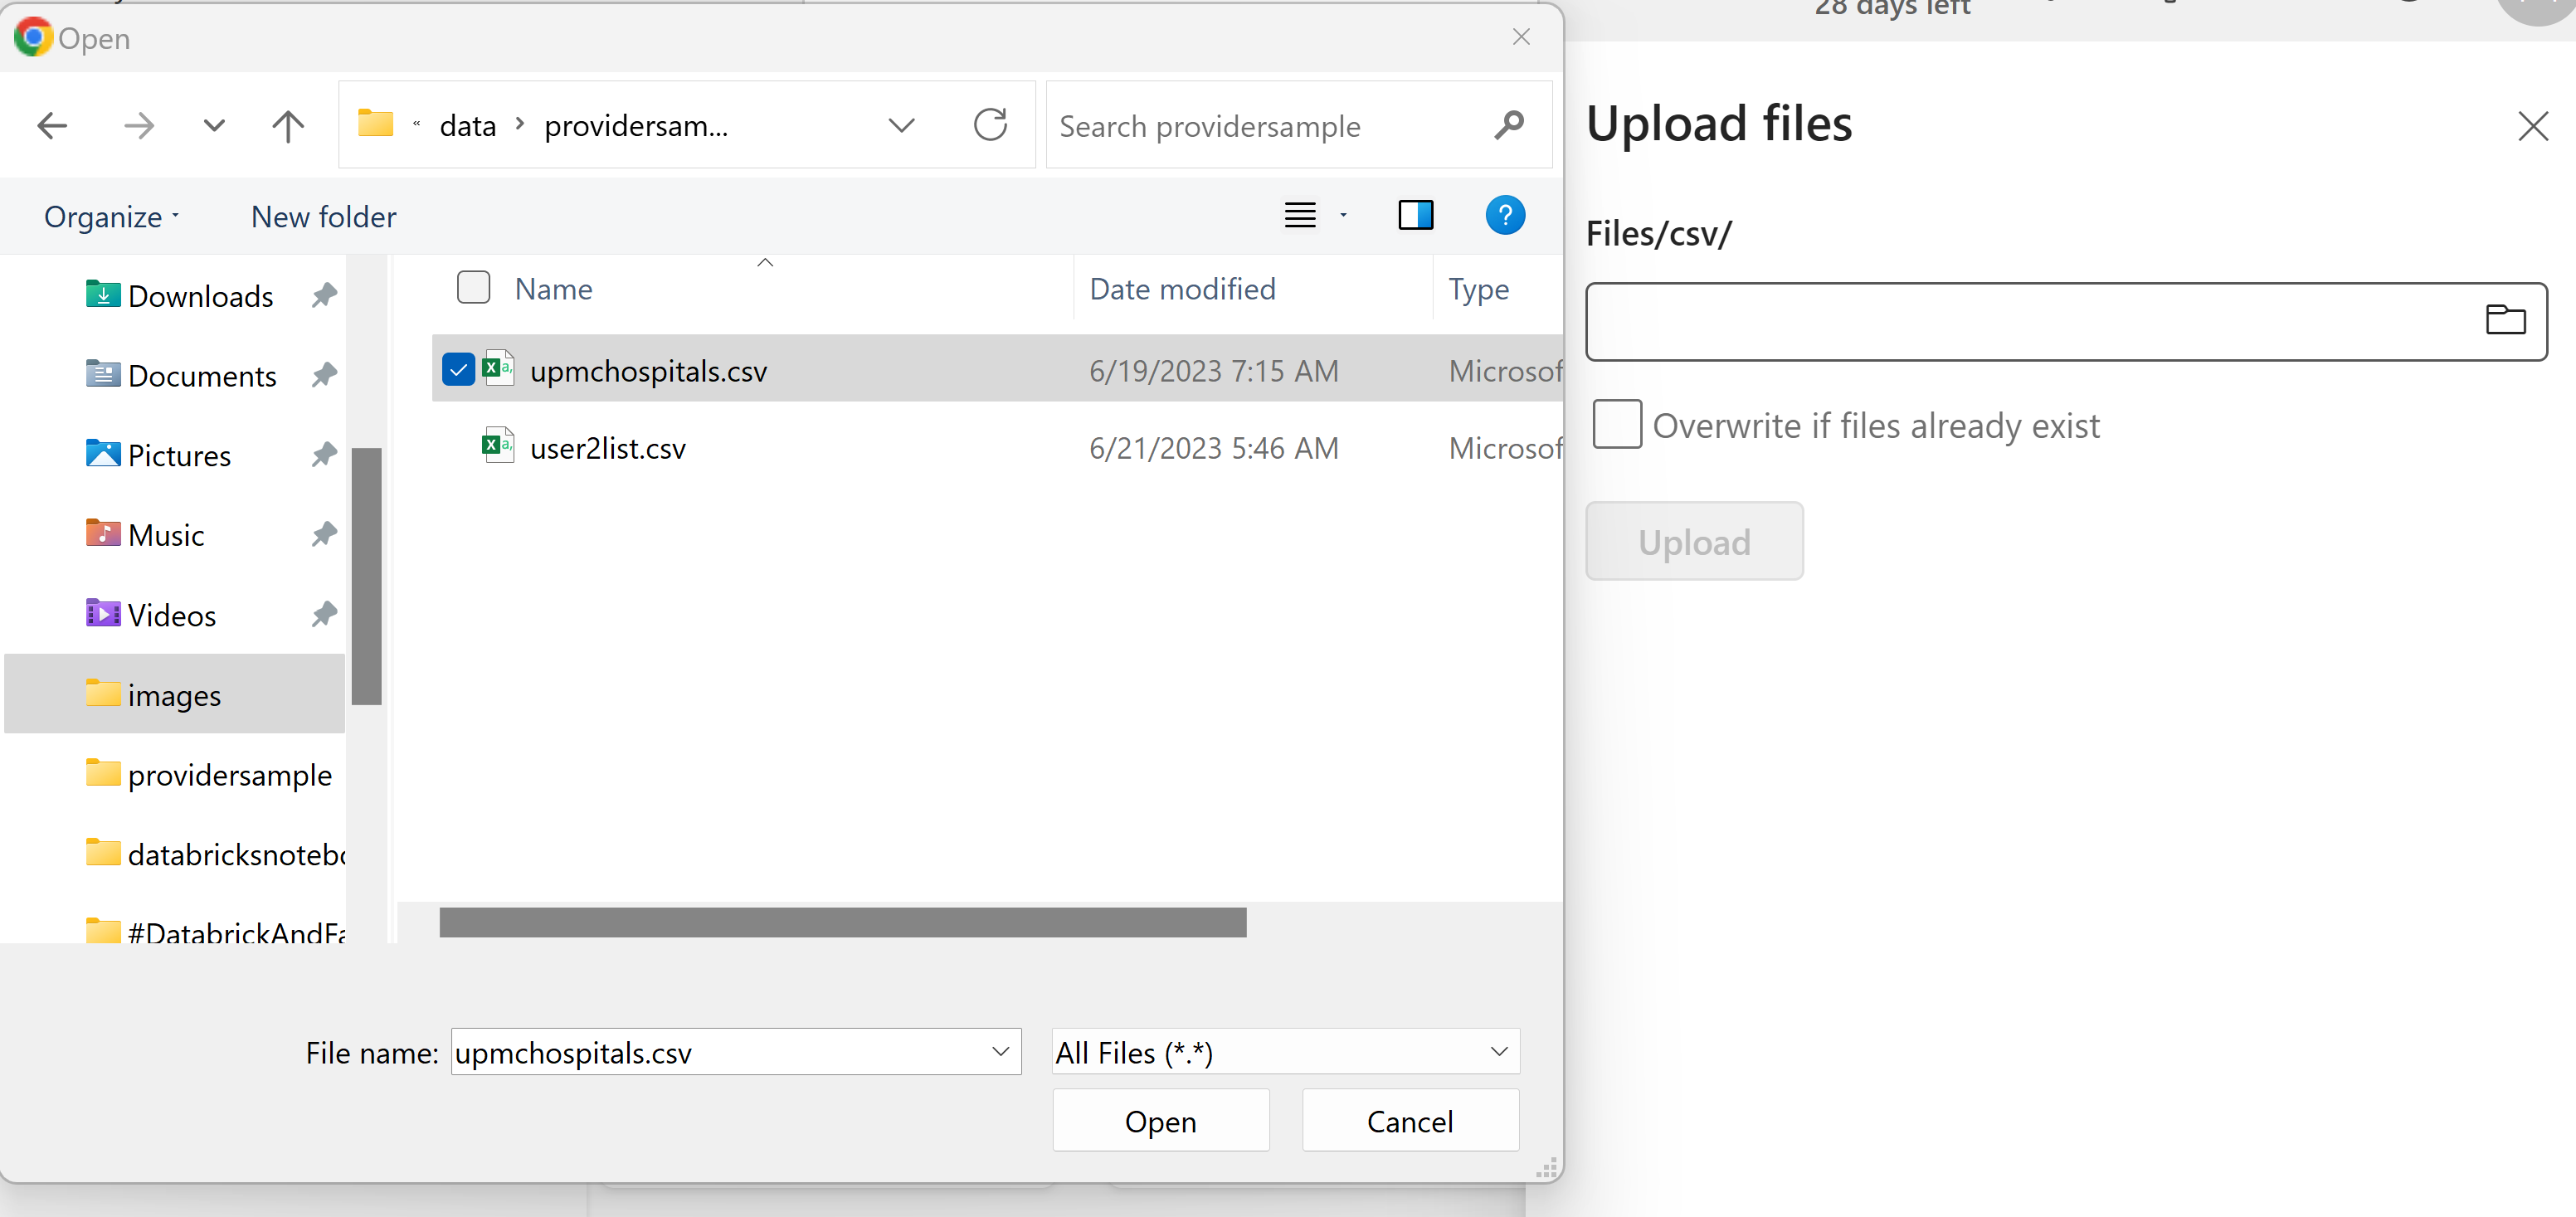 Open
28 days left
« data > providersam...
Search providersample
Organize
New folder
Name
Date modified
Type
upmchospitals.csv
6/19/2023 7:15 AM
Microsof
user2list.csv
6/21/2023 5:46 AM
Microsof
Downloads
Documents
Pictures
Music
Videos
images
providersample
databricksnotebo
#DatabrickAndFa
File name:
upmchospitals.csv
All Files (*.*)
Open
Cancel
Upload files
Files/csv/
Overwrite if files already exist
Upload